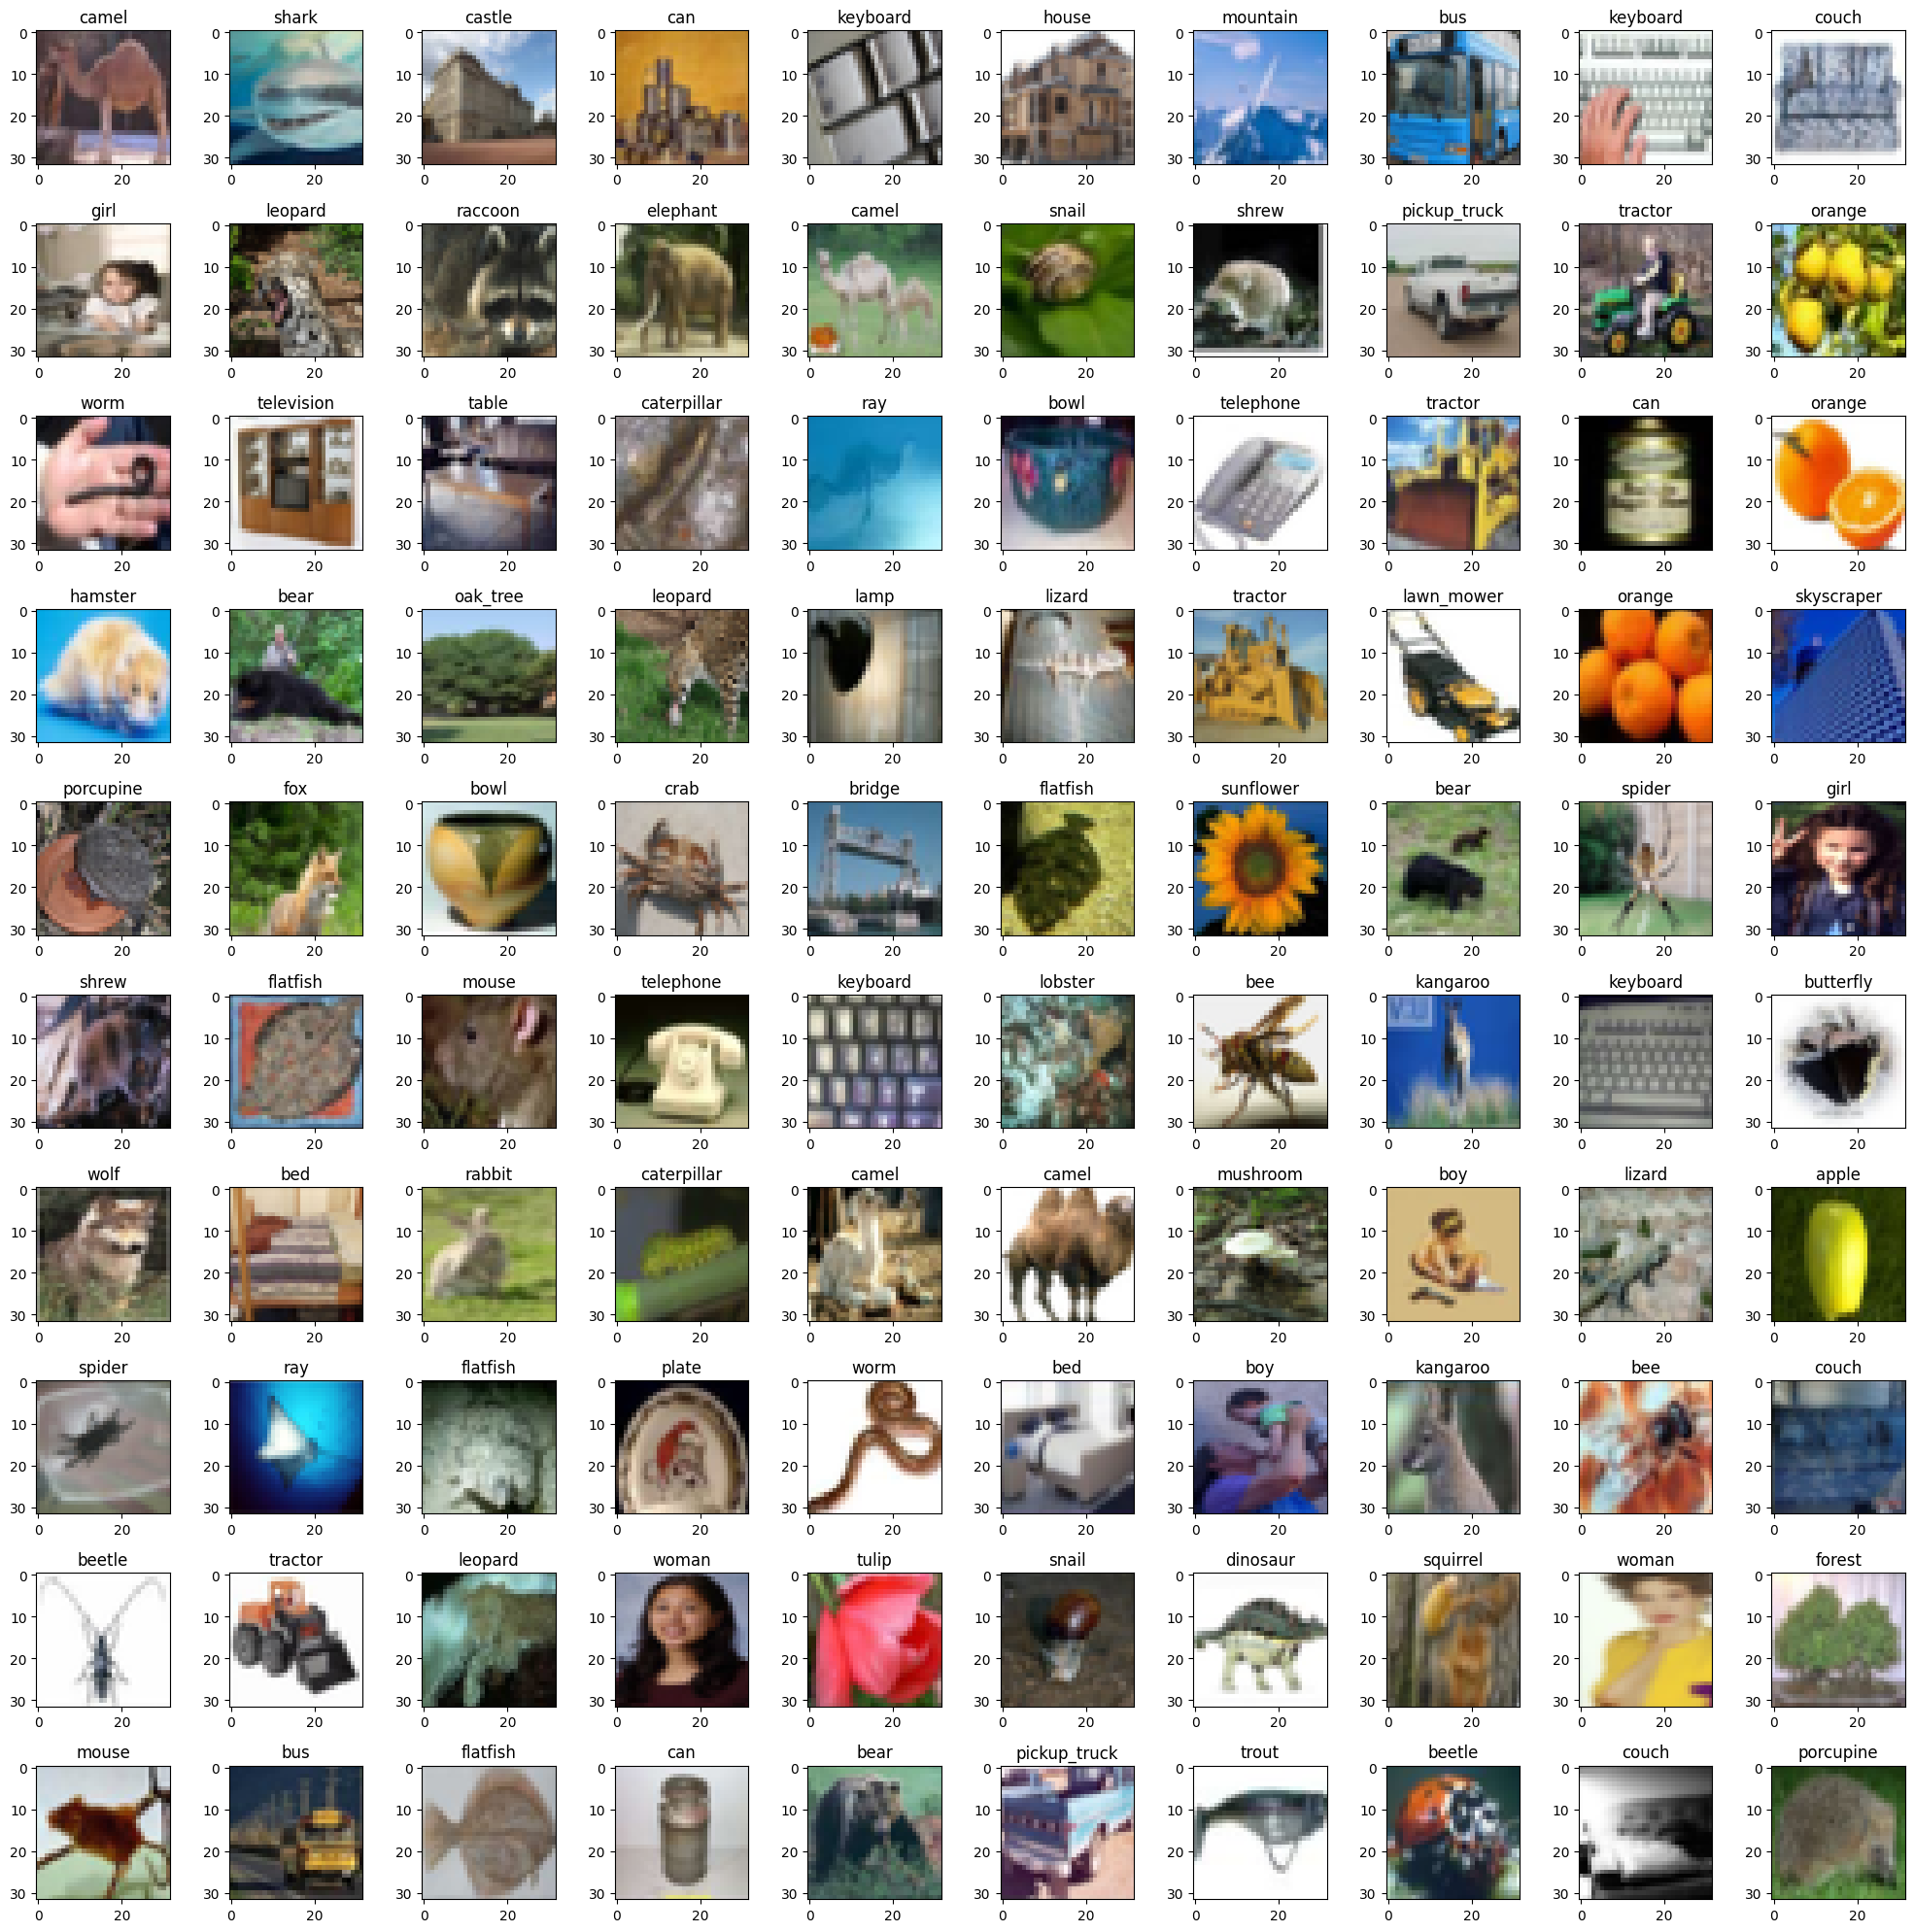 camel shark castle can keyboard house mountain bus keyboard couch
0 0 0 0 0 0 0 0 0 0
10 10 10 10 10 10 10 10 10 10
20 20 20 20 20 20 20 20 20 20
30 30 30 30 30 30 30 30 30 30
0 20 0 20 0 20 0 20 0 20 0 20 0 20 0 20 0 20 0 20
girl leopard raccoon elephant camel snail shrew pickup_truck tractor orange
0 0 0 0 0 0 0 0 0 0
10 10 10 10 10 10 10 10 10 10
20 20 20 20 20 20 20 20 20 20
30 30 30 30 30 30 30 30 30 30
0 20 0 20 0 20 0 20 0 20 0 20 0 20 0 20 0 20 0 20
worm television table caterpillar ray bowl telephone tractor can orange
0 0 0 0 0 0 0 0 0 0
10 10 10 10 10 10 10 10 10 10
20 20 20 20 20 20 20 20 20 20
30 30 30 30 30 30 30 30 30 30
0 20 0 20 0 20 0 20 0 20 0 20 0 20 0 20 0 20 0 20
hamster bear oak_tree leopard lamp lizard tractor lawn_mower orange skyscraper
0 0 0 0 0 0 0 0 0 0
10 10 10 10 10 10 10 10 10 10
20 20 20 20 20 20 20 20 20 20
30 30 30 30 30 30 30 30 30 30
0 20 0 20 0 20 0 20 0 20 0 20 0 20 0 20 0 20 0 20
porcupine fox bowl crab bridge flatfish sunflower bear spider girl
0 0 0 0 0 0 0 0 0 0
10 10 10 10 10 10 10 10 10 10
20 20 20 20 20 20 20 20 20 20
30 30 30 30 30 30 30 30 30 30
0 20 0 20 0 20 0 20 0 20 0 20 0 20 0 20 0 20 0 20
shrew flatfish mouse telephone keyboard lobster bee kangaroo keyboard butterfly
0 0 0 0 0 0 0 0 0 0
10 10 10 10 10 10 10 10 10 10
20 20 20 20 20 20 20 20 20 20
30 30 30 30 30 30 30 30 30 30
0 20 0 20 0 20 0 20 0 20 0 20 0 20 0 20 0 20 0 20
wolf bed rabbit caterpillar camel camel mushroom boy lizard apple
0 0 0 0 0 0 0 0 0 0
10 10 10 10 10 10 10 10 10 10
20 20 20 20 20 20 20 20 20 20
30 30 30 30 30 30 30 30 30 30
0 20 0 20 0 20 0 20 0 20 0 20 0 20 0 20 0 20 0 20
spider ray flatfish plate worm bed boy kangaroo bee couch
0 0 0 0 0 0 0 0 0 0
10 10 10 10 10 10 10 10 10 10
20 20 20 20 20 20 20 20 20 20
30 30 30 30 30 30 30 30 30 30
0 20 0 20 0 20 0 20 0 20 0 20 0 20 0 20 0 20 0 20
beetle tractor leopard woman tulip snail dinosaur squirrel woman forest
0 0 0 0 0 0 0 0 0 0
10 10 10 10 10 10 10 10 10 10
20 20 20 20 20 20 20 20 20 20
30 30 30 30 30 30 30 30 30 30
0 20 0 20 0 20 0 20 0 20 0 20 0 20 0 20 0 20 0 20
mouse bus flatfish can bear pickup_truck trout beetle couch porcupine
0 0 0 0 0 0 0 0 0 0
10 10 10 10 10 10 10 10 10 10
20 20 20 20 20 20 20 20 20 20
30 30 30 30 30 30 30 30 30 30
0 20 0 20 0 20 0 20 0 20 0 20 0 20 0 20 0 20 0 20